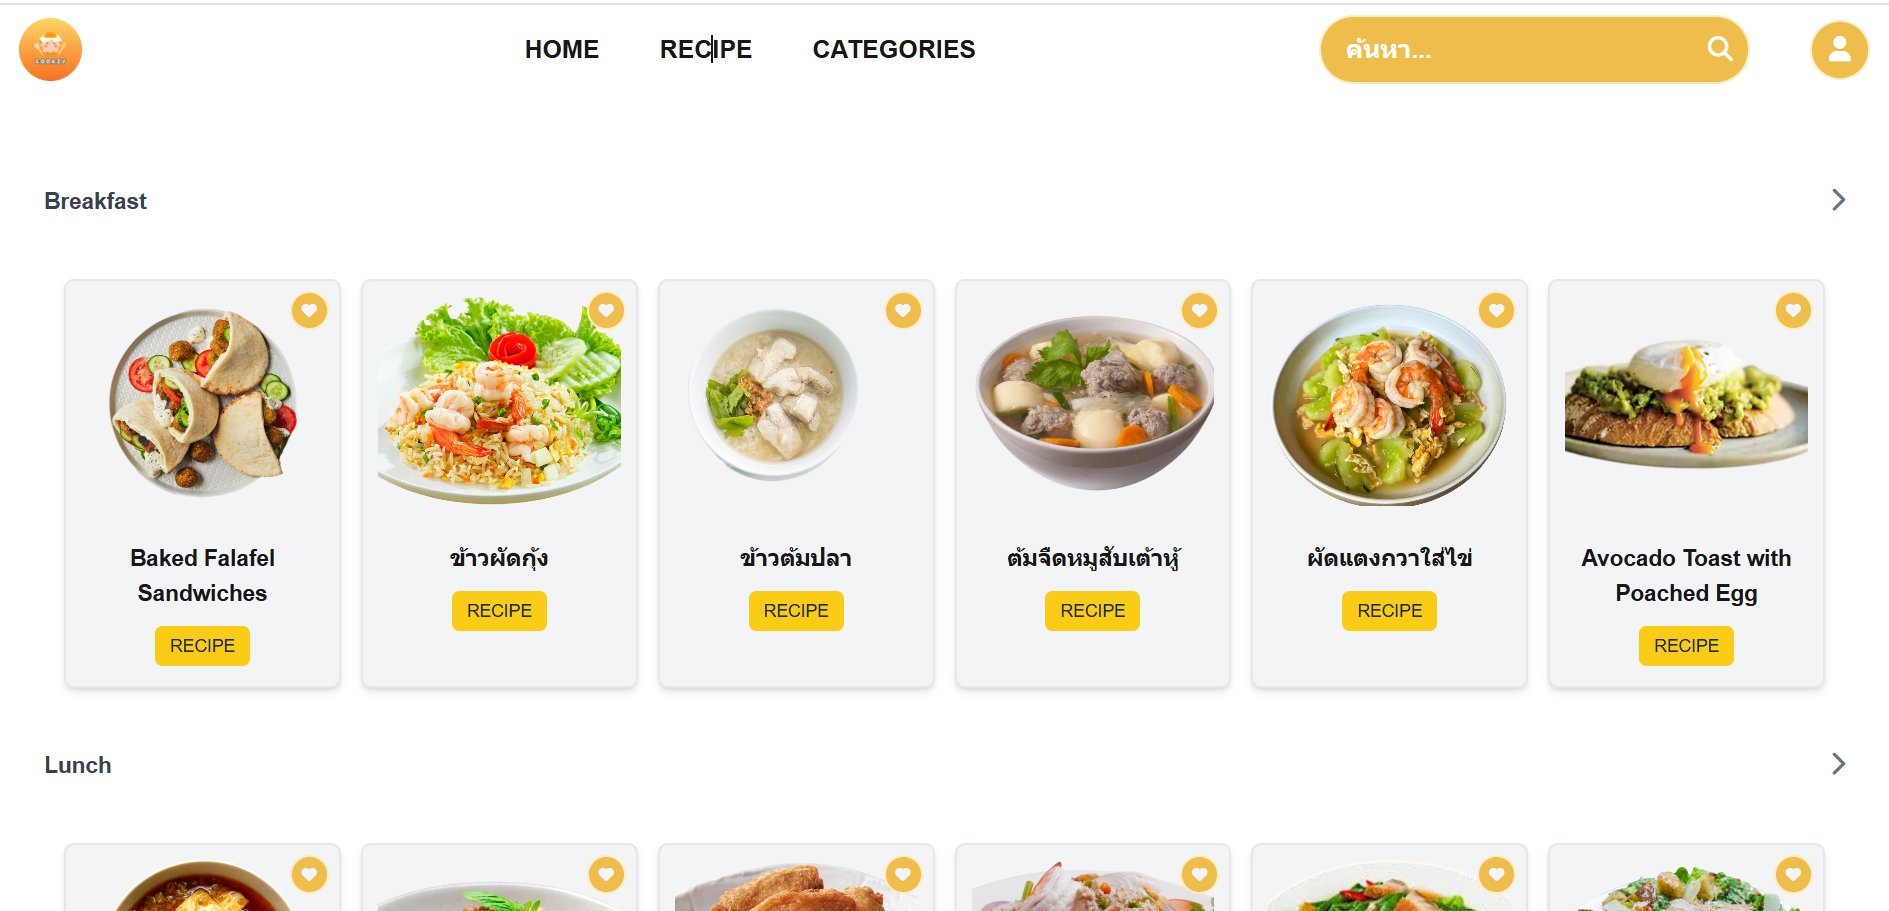 COOKSY
HOME
RECIPE
CATEGORIES
ค้นหา...
Breakfast
Baked Falafel
Sandwiches
RECIPE
ข้าวผัดกุ้ง
RECIPE
ข้าวต้มปลา
RECIPE
ต้มจืดหมูสับเต้าหู้
RECIPE
ผัดแตงกวาใส่ไข่
RECIPE
Avocado Toast with
Poached Egg
RECIPE
Lunch